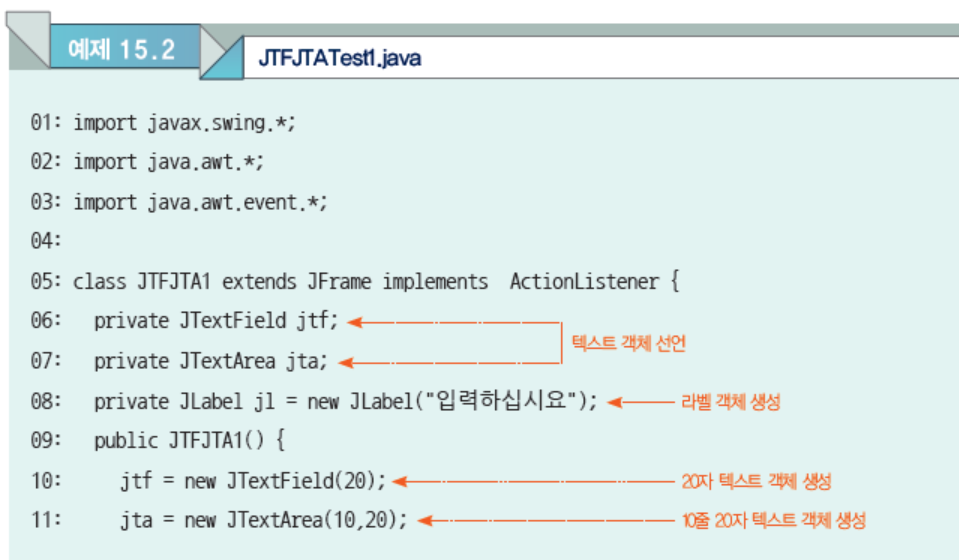 예제 15.2
JTFJTATest1.java
01: import javax.swing.*;
02: import java.awt.*;
03: import java.awt.event.*;
04:
05: class JTFJTA1 extends JFrame implements  ActionListener {
06:   private JTextField jtf;
텍스트 객체 선언
07:   private JTextArea jta;
08:   private JLabel jl = new JLabel("입력하십시요"); 라벨 객체 생성
09:   public JTFJTA1() {
10:     jtf = new JTextField(20); 20자 텍스트 객체 생성
11:     jta = new JTextArea(10,20); 10줄 20자 텍스트 객체 생성